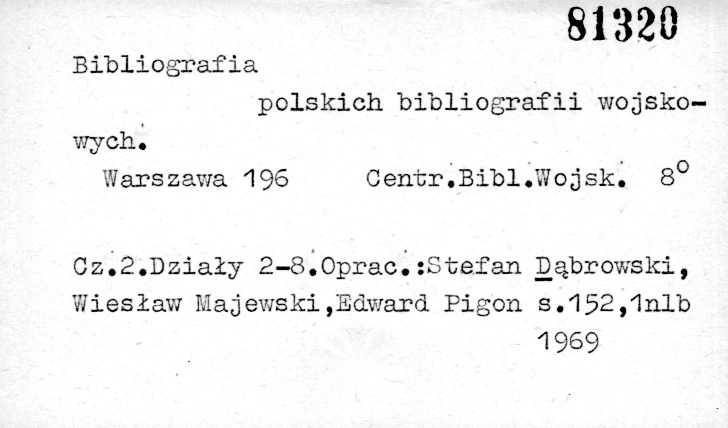 81320
Bibliografia
polskich bibliografii wojsko-
wych.
Warszawa 196 Centr.Bibl.Wojsk. 8°
Cz.2.Działy 2-8.Oprac.:Stefan Dąbrowski,
Wiesław Majewski,Edward Pigon s.152,1nlb
1969